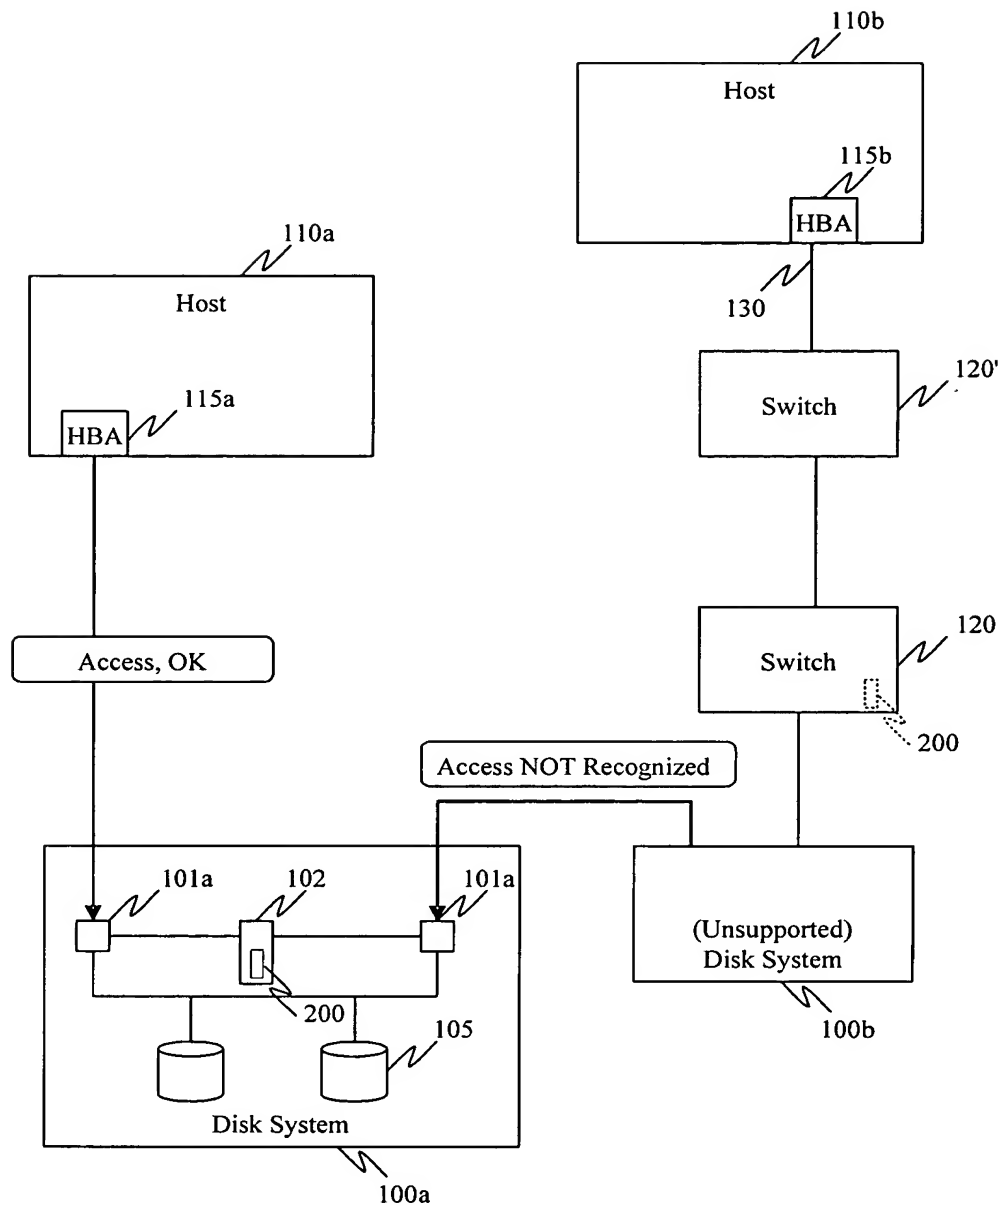 110b
Host
115b
HBA
110a
Host
130
120'
Switch
115a
HBA
120
Switch
Access, OK
200
Access NOT Recognized
101a
102
101a
(Unsupported)
Disk System
200
105
100b
Disk System
100a